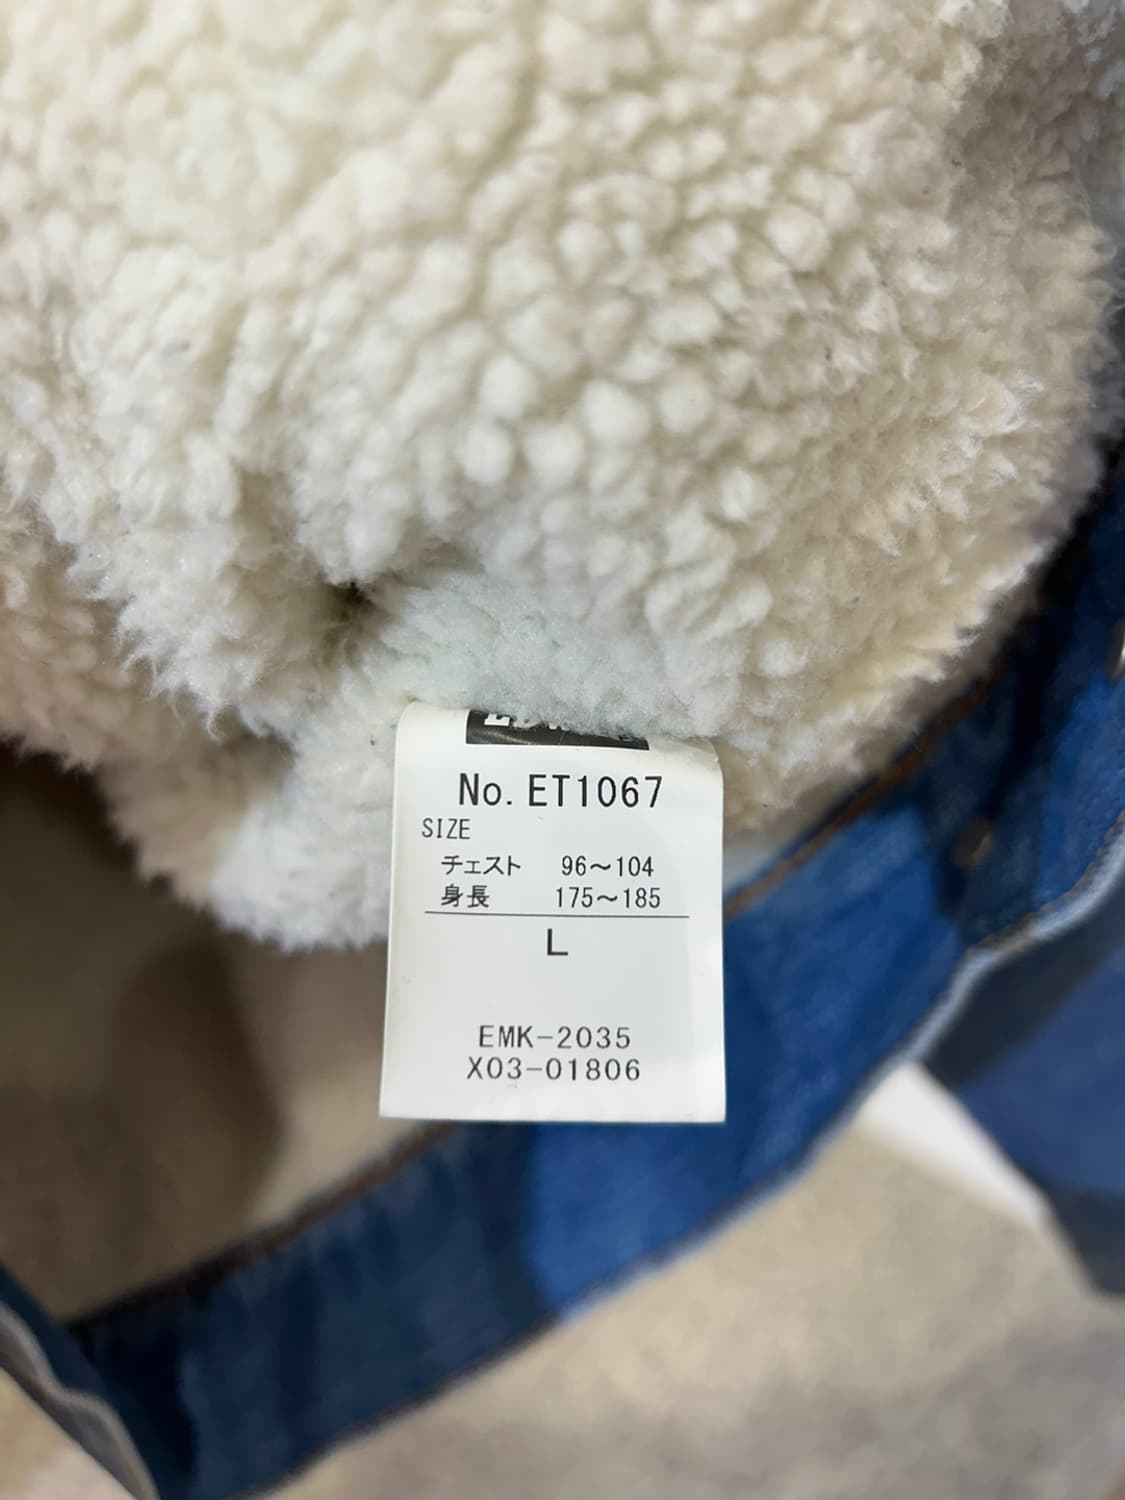 No. ET1067
SIZE
チェスト 96～104
身長 175～185
L
EMK-2035
X03-01806